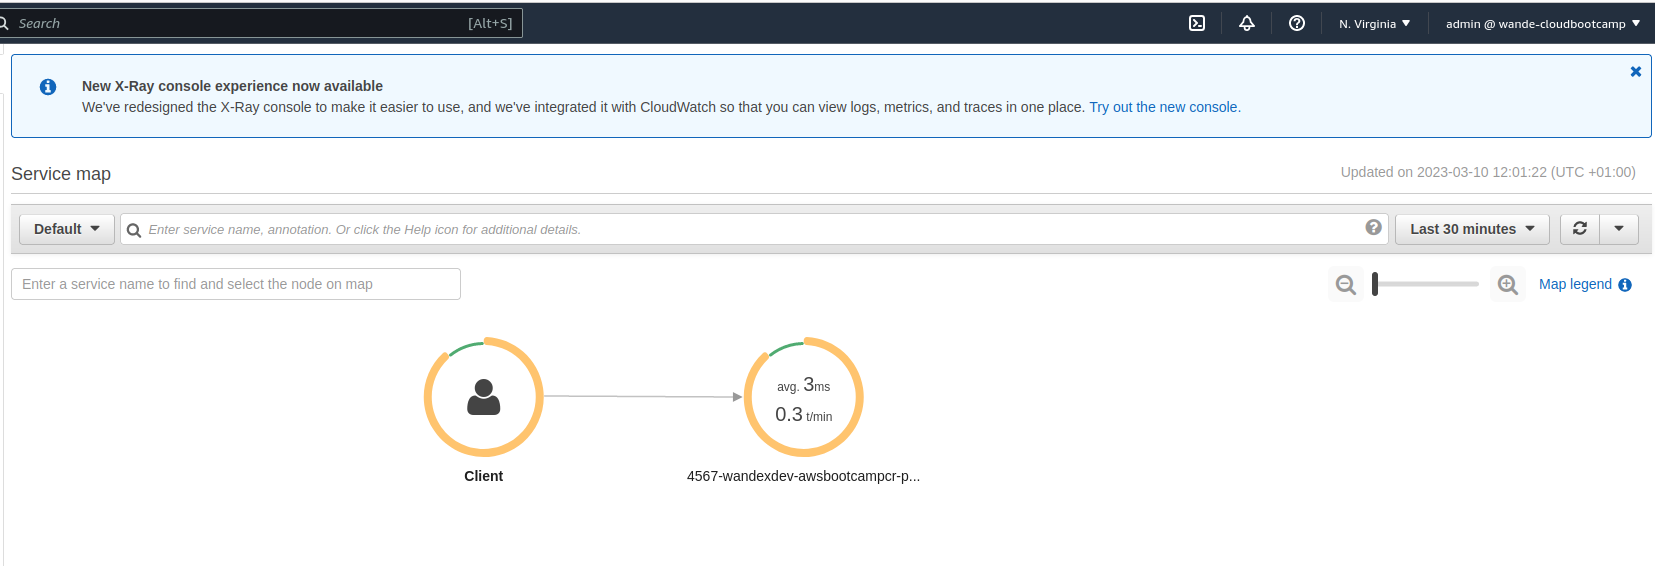 Search [Alt+S] N. Virginia admin @ wande-cloudbootcamp
New X-Ray console experience now available
We've redesigned the X-Ray console to make it easier to use, and we've integrated it with CloudWatch so that you can view logs, metrics, and traces in one place. Try out the new console.
Service map Updated on 2023-03-10 12:01:22 (UTC +01:00)
Default Enter service name, annotation. Or click the Help icon for additional details. Last 30 minutes
Enter a service name to find and select the node on map Map legend
avg. 3ms
0.3 t/min
Client 4567-wandexdev-awsbootcampcr-p...